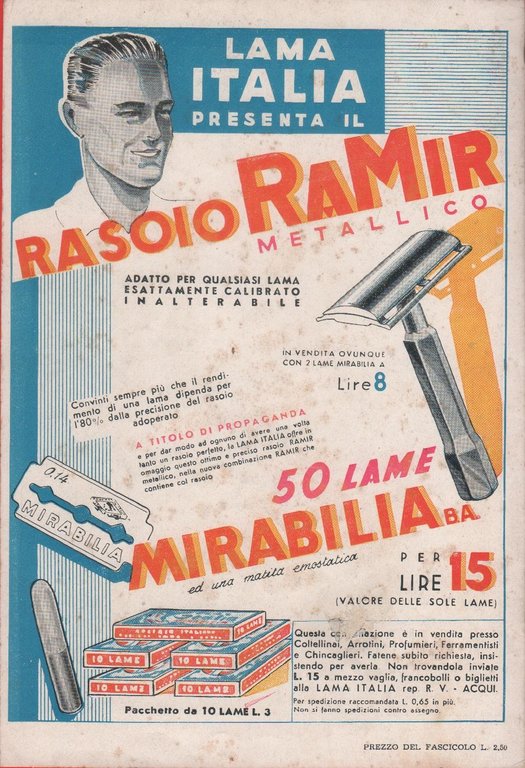 LAMA
ITALIA
PRESENTA IL
RASOIO RAMIR
METALLICO
ADATTO PER QUALSIASI LAMA
ESATTAMENTE CALIBRATO
INALTERABILE
IN VENDITA OVUNQUE
CON 2 LAME MIRABILIA A
Lire 8
Convinti sempre più che il rendi-
mento di una lama dipenda per
l'80% dalla precisione del rasoio
adoperato
A TITOLO DI PROPAGANDA
e per dar modo ad ognuno di avere una volta
tanto un rasoio perfetto, la LAMA ITALIA offre in
omaggio questo ottimo e preciso rasoio RAMIR
metallico, nella nuova combinazione RAMIR che
contiene col rasoio
50 LAME
MIRABILIA B.A.
ed una matita emostatica
PER
LIRE 15
(VALORE DELLE SOLE LAME)
0,14
MIRABILIA
10 LAME
10 LAME
10 LAME
10 LAME
Pacchetto da 10 LAME L. 3
Questa combinazione è in vendita presso
Coltellinai, Arrotini, Profumieri, Ferramentisti
e Chincaglieri. Fatene subito richiesta, insi-
stendo per averla. Non trovandola inviate
L. 15 a mezzo vaglia, francobolli o biglietti
alla LAMA ITALIA rep. R. V. - ACQUI.
Per spedizione raccomandata L. 0,65 in più.
Non si fanno spedizioni contro assegno.
PREZZO DEL FASCICOLO L. 2,50